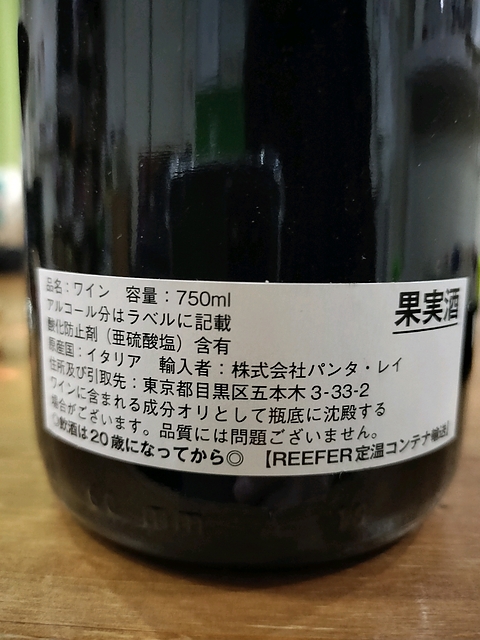 品名：ワイン 容量：750ml
果実酒
アルコール分はラベルに記載
酸化防止剤（亜硫酸塩）含有
原産国：イタリア 輸入者：株式会社パンタ・レイ
住所及び引取先：東京都目黒区五本木 3-33-2
ワインに含まれる成分オリとして瓶底に沈殿する
場合がございます。品質には問題ございません。
◎飲酒は20歳になってから◎ 【REEFER定温コンテナ輸送】